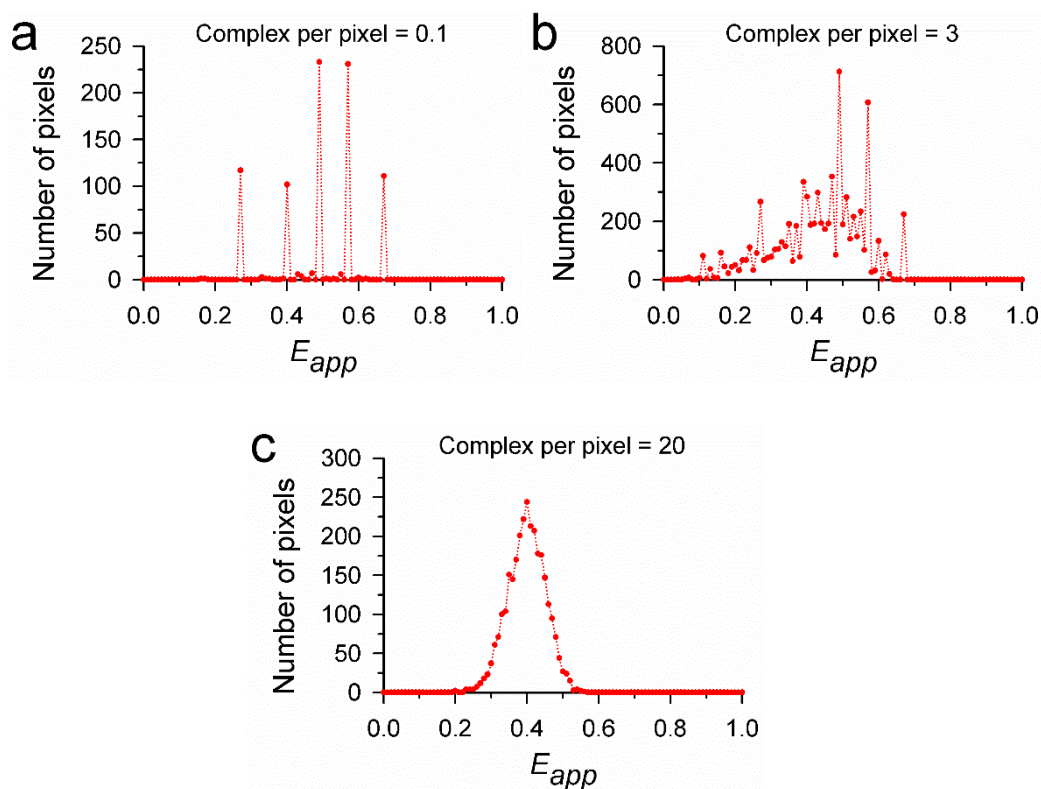 a
Complex per pixel = 0.1
Number of pixels
250
200
150
100
50
0
0.0 0.2 0.4 0.6 0.8 1.0
Eapp
b
Complex per pixel = 3
Number of pixels
800
600
400
200
0
0.0 0.2 0.4 0.6 0.8 1.0
Eapp
c
Complex per pixel = 20
Number of pixels
300
250
200
150
100
50
0
0.0 0.2 0.4 0.6 0.8 1.0
Eapp